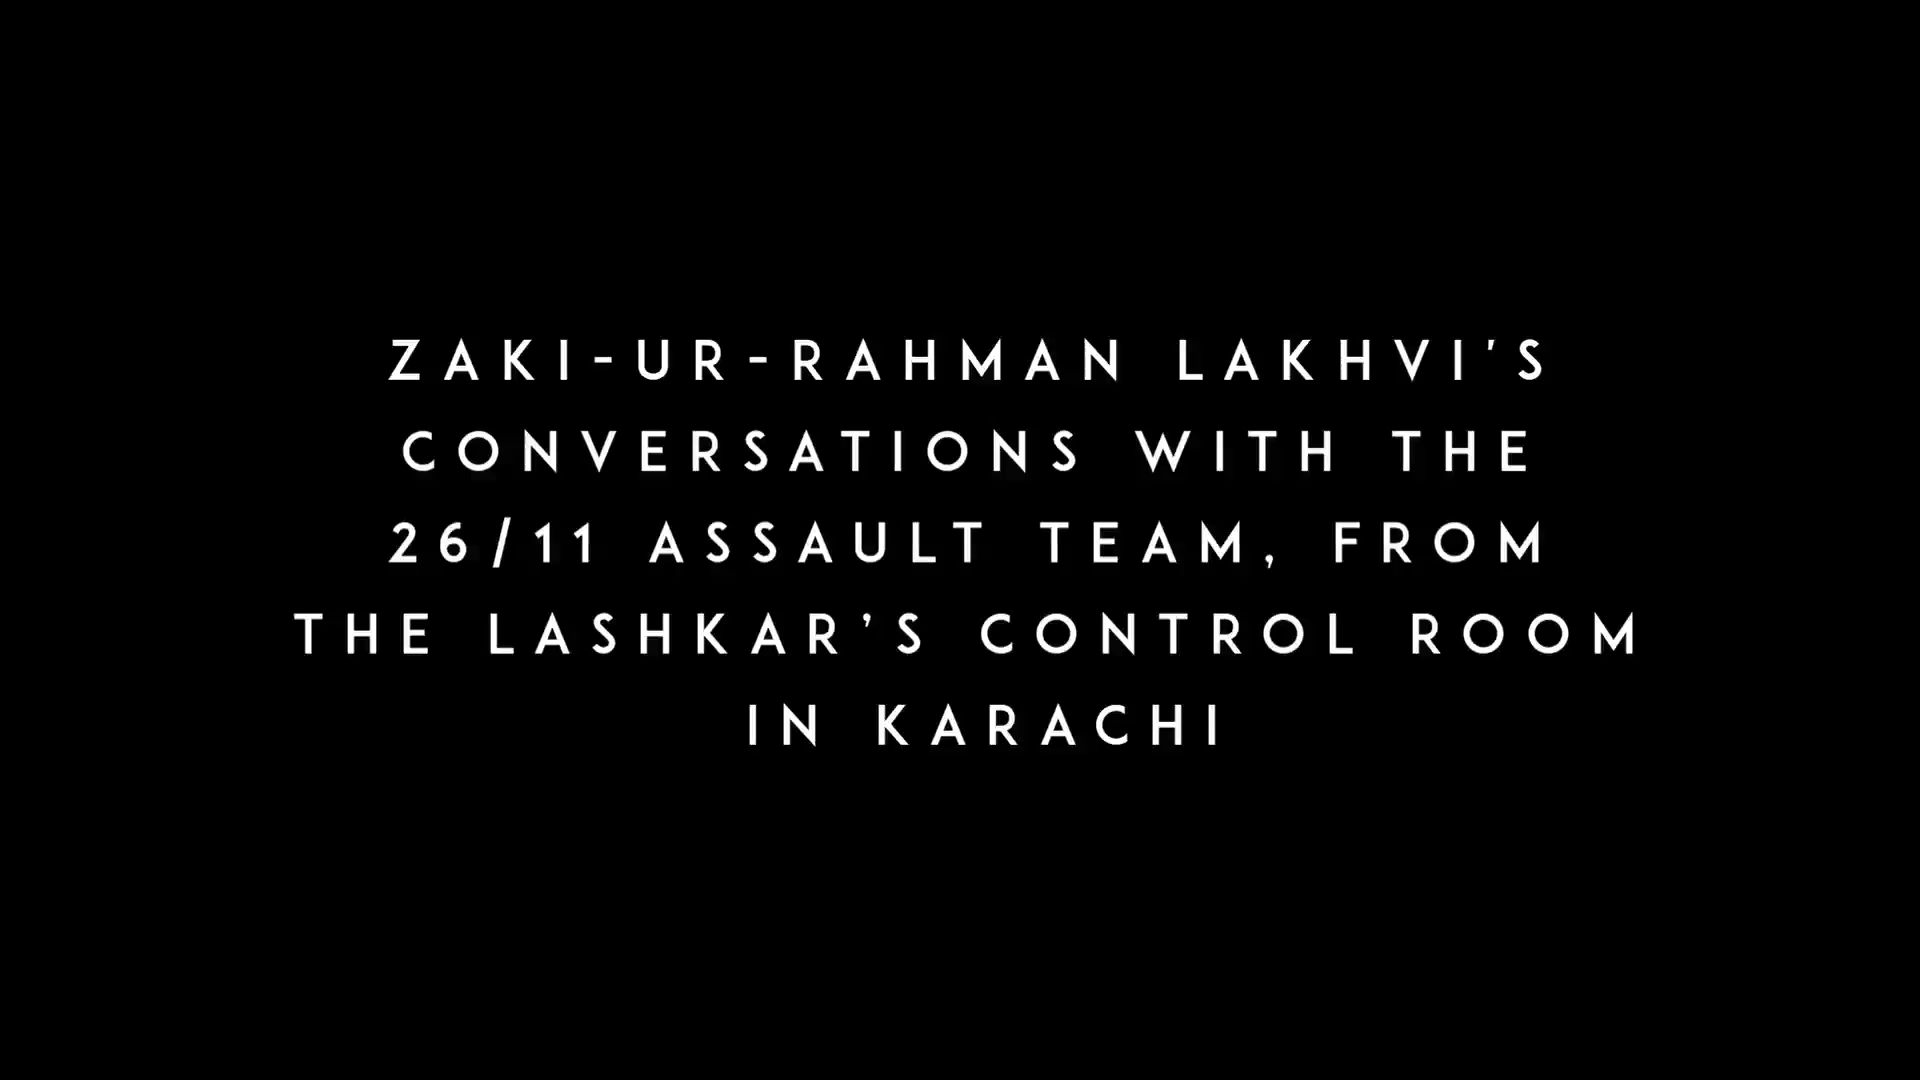 ZAKI-UR-RAHMAN LAKHVI'S
CONVERSATIONS WITH THE
26/11 ASSAULT TEAM, FROM
THE LASHKAR’S CONTROL ROOM
IN KARACHI